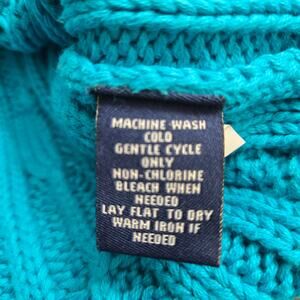 MACHINE WASH
COLD
GENTLE CYCLE
ONLY
NON-CHLORINE
BLEACH WHEN
NEEDED
LAY FLAT TO DRY
WARM IRON IF
NEEDED